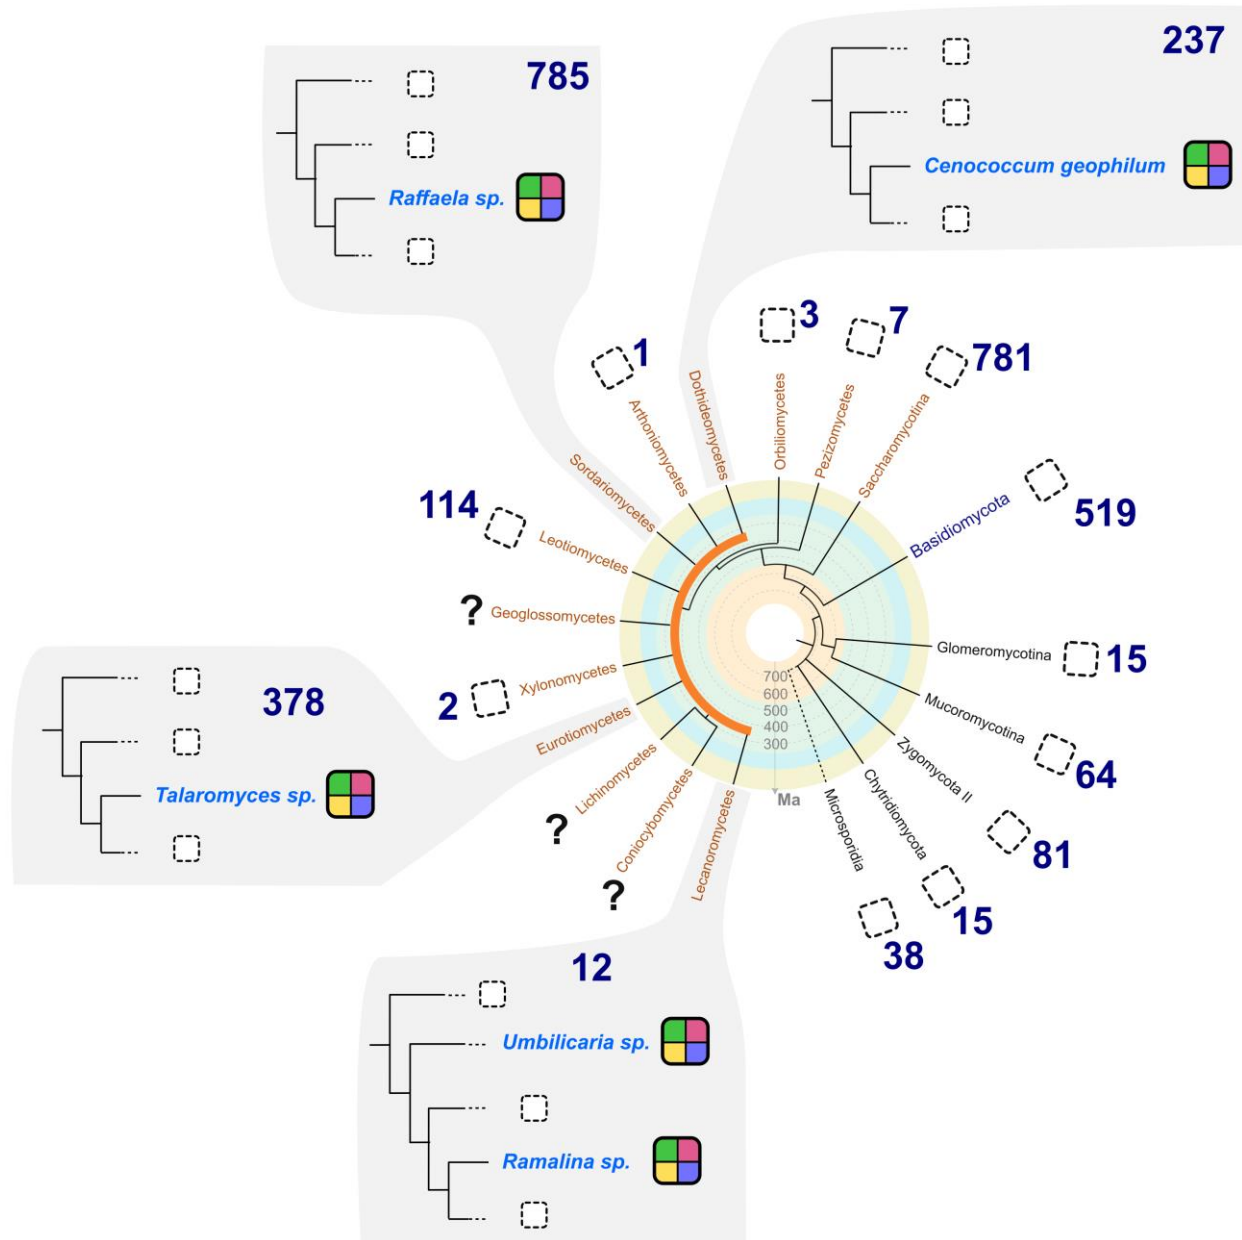 785
Raffaela sp.
237
Cenococcum geophilum
1
3
7
781
519
114
?
2
378
Talaromyces sp.
?
?
12
Umbilicaria sp.
Ramalina sp.
15
64
81
15
38
Arthoniomycetes
Dothideomycetes
Orbiliomycetes
Pezizomycetes
Saccharomycotina
Basidiomycota
Sordariomycetes
Leotiomycetes
Geoglossomycetes
Xylonomycetes
Eurotiomycetes
Lichinomycetes
Coniocybomycetes
Lecanoromycetes
Glomeromycotina
Mucoromycotina
Zygomycota II
Chytridiomycota
Microsporidia
700
600
500
400
300
Ma